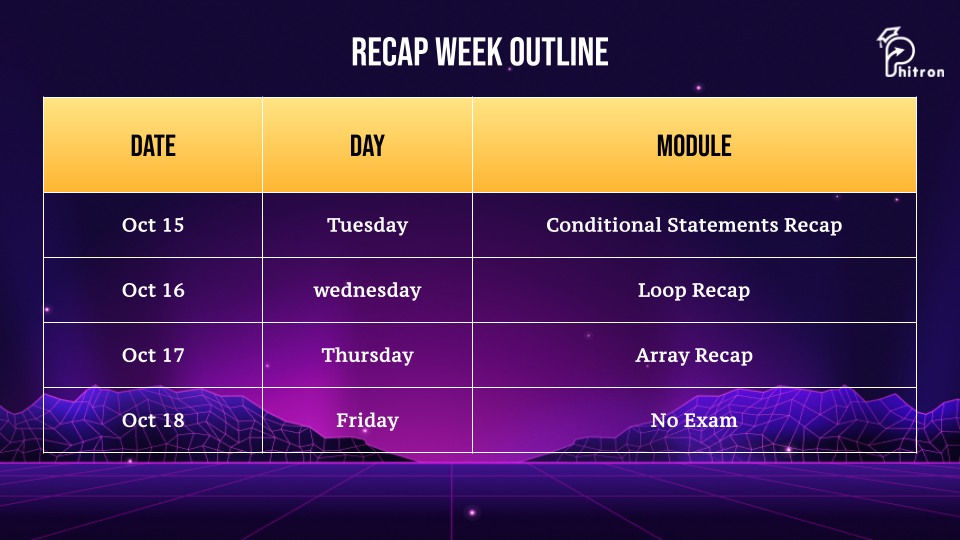 RECAP WEEK OUTLINE
Phitron
DATE DAY MODULE
Oct 15 Tuesday Conditional Statements Recap
Oct 16 wednesday Loop Recap
Oct 17 Thursday Array Recap
Oct 18 Friday No Exam